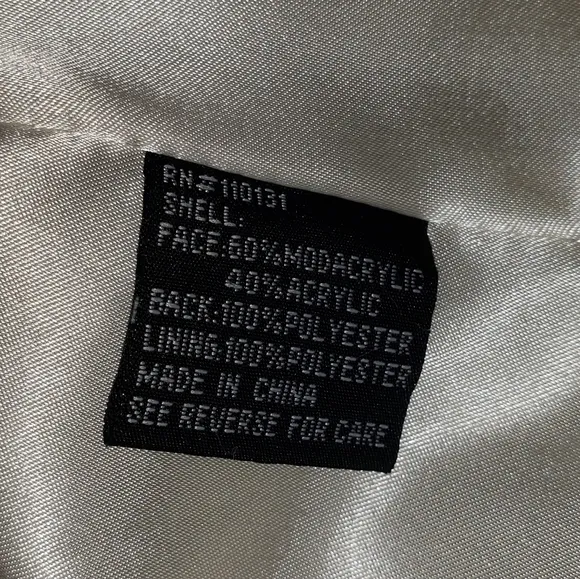 RN#110131
SHELL:
FACE:60%MODACRYLIC
40%ACRYLIC
BACK:100%POLYESTER
LINING:100%POLYESTER
MADE IN CHINA
SEE REVERSE FOR CARE